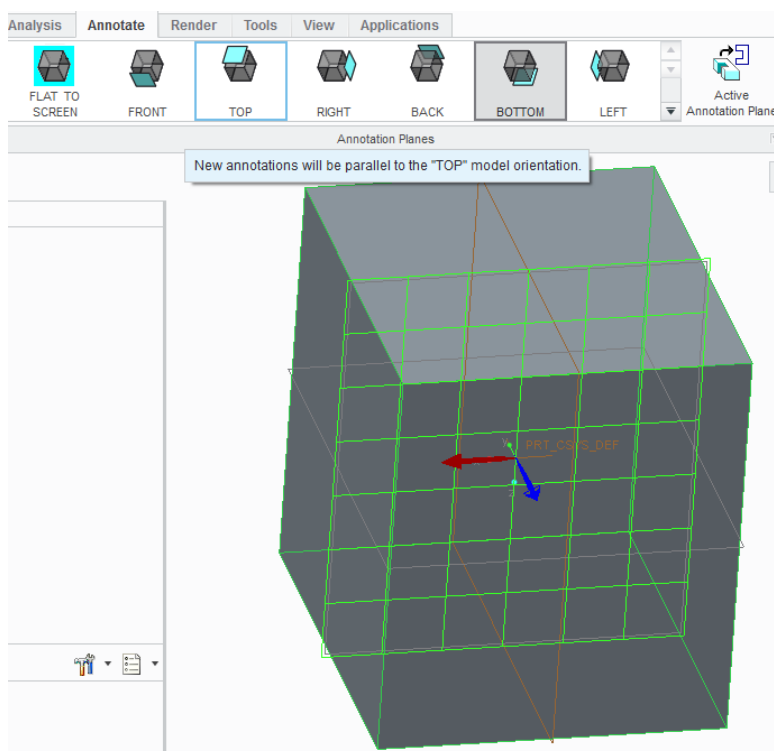 Analysis Annotate Render Tools View Applications
FLAT TO
SCREEN
FRONT
TOP
RIGHT
BACK
BOTTOM
LEFT
Active
Annotation Plane
Annotation Planes
New annotations will be parallel to the "TOP" model orientation.
Y
PRT_CSYS_DEF